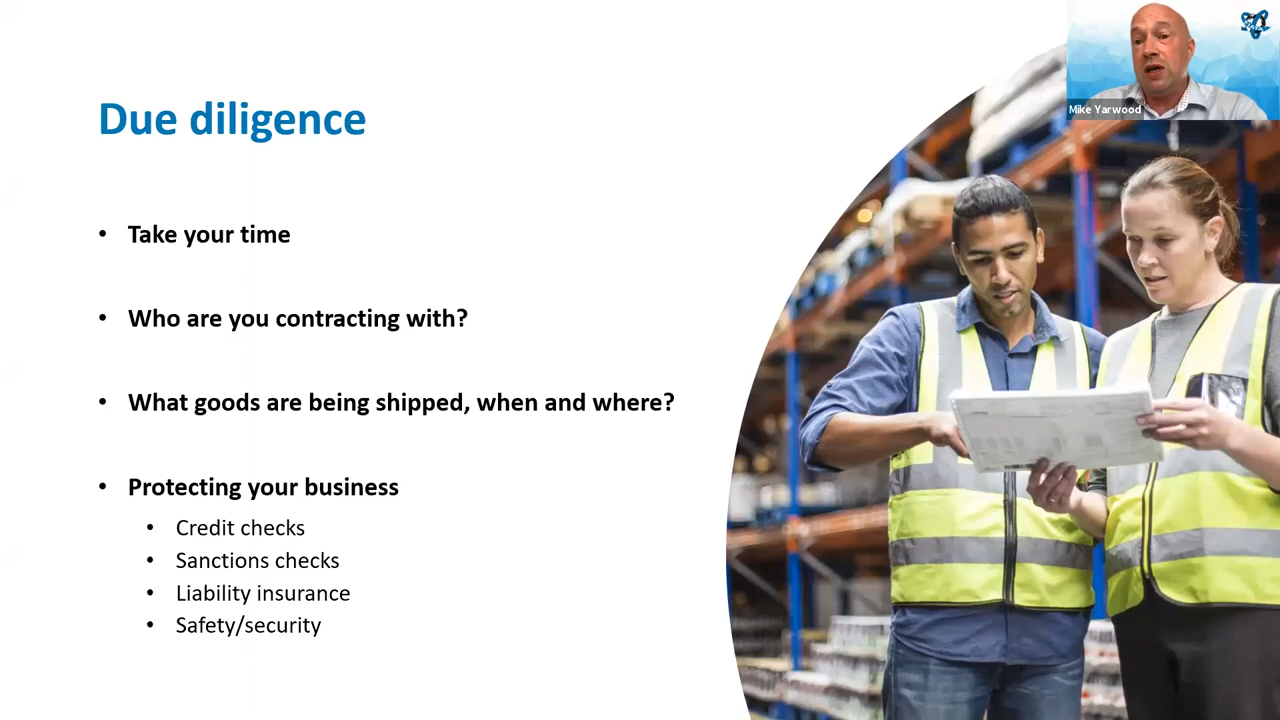 Mike Yarwood
Due diligence
• Take your time
• Who are you contracting with?
• What goods are being shipped, when and where?
• Protecting your business
• Credit checks
• Sanctions checks
• Liability insurance
• Safety/security